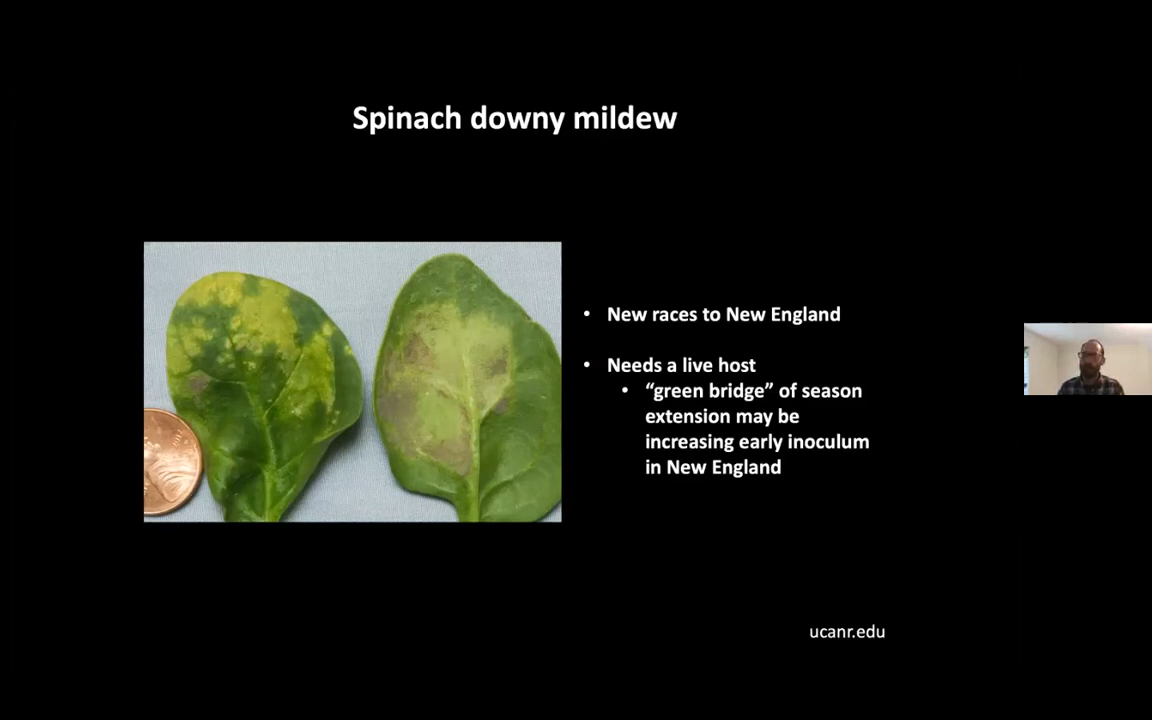 Spinach downy mildew
• New races to New England
• Needs a live host
• “green bridge” of season
extension may be
increasing early inoculum
in New England
ucanr.edu